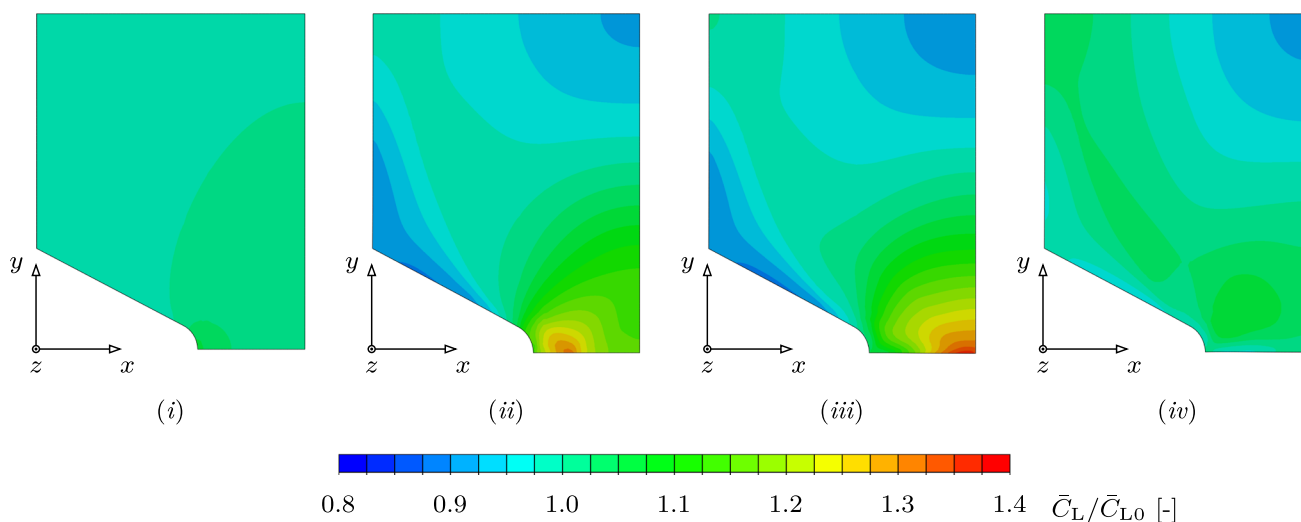 y y y y
z x z x z x z x
(i) (ii) (iii) (iv)
0.8 0.9 1.0 1.1 1.2 1.3 1.4 C̄L/C̄L0 [-]